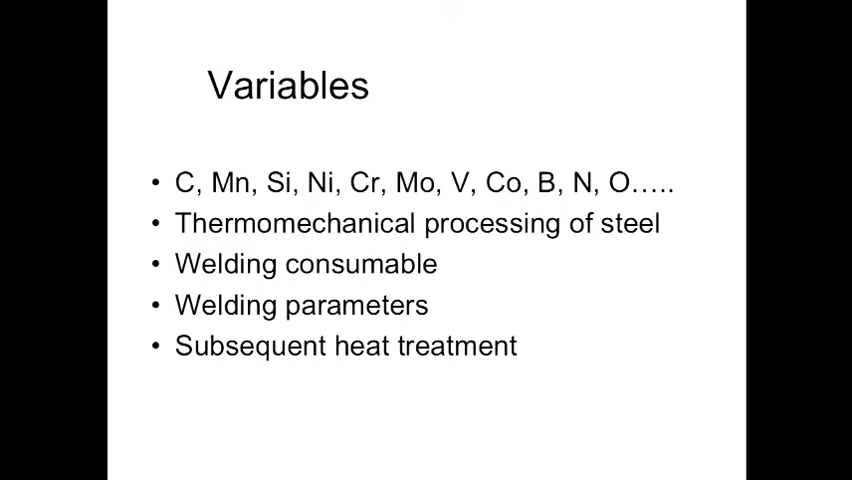 Variables
• C, Mn, Si, Ni, Cr, Mo, V, Co, B, N, O.....
• Thermomechanical processing of steel
• Welding consumable
• Welding parameters
• Subsequent heat treatment